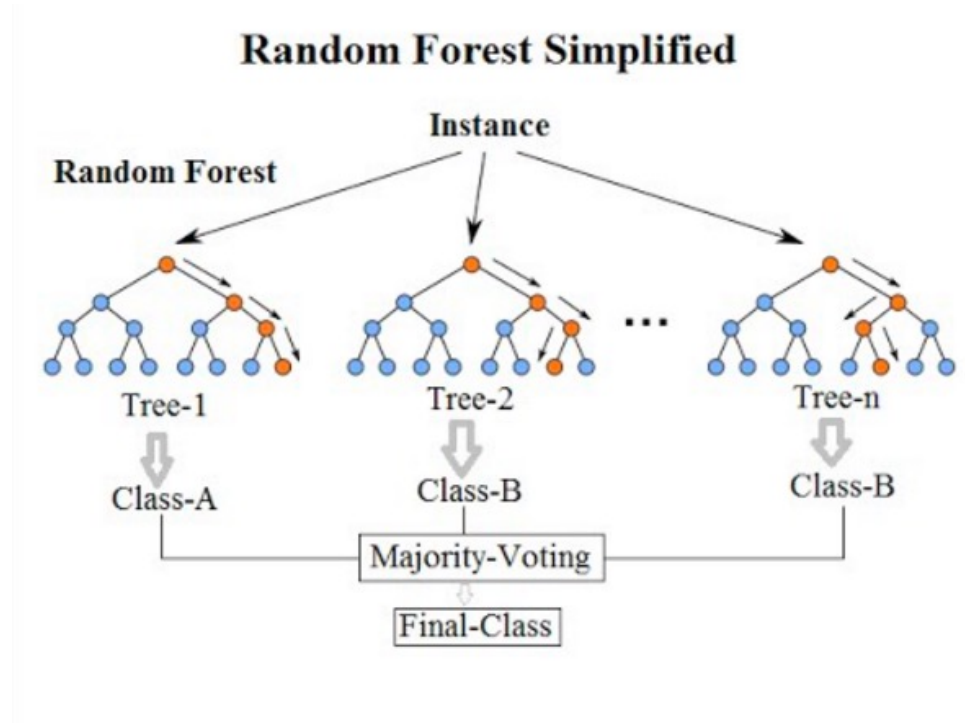 Random Forest Simplified
Instance
Random Forest
...
Tree-1
Tree-2
Tree-n
Class-A
Class-B
Class-B
Majority-Voting
Final-Class